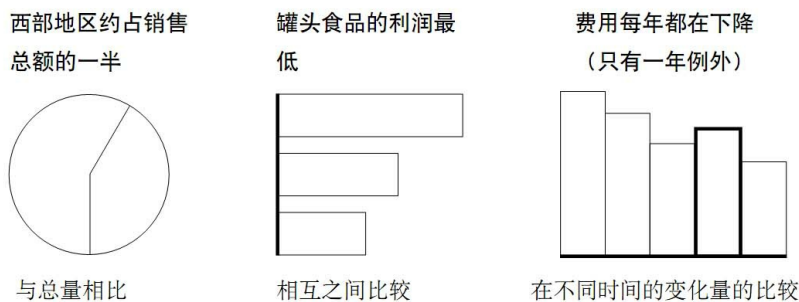 西部地区约占销售
总额的一半
罐头食品的利润最
低
费用每年都在下降
（只有一年例外）
与总量相比
相互之间比较
在不同时间的变化量的比较